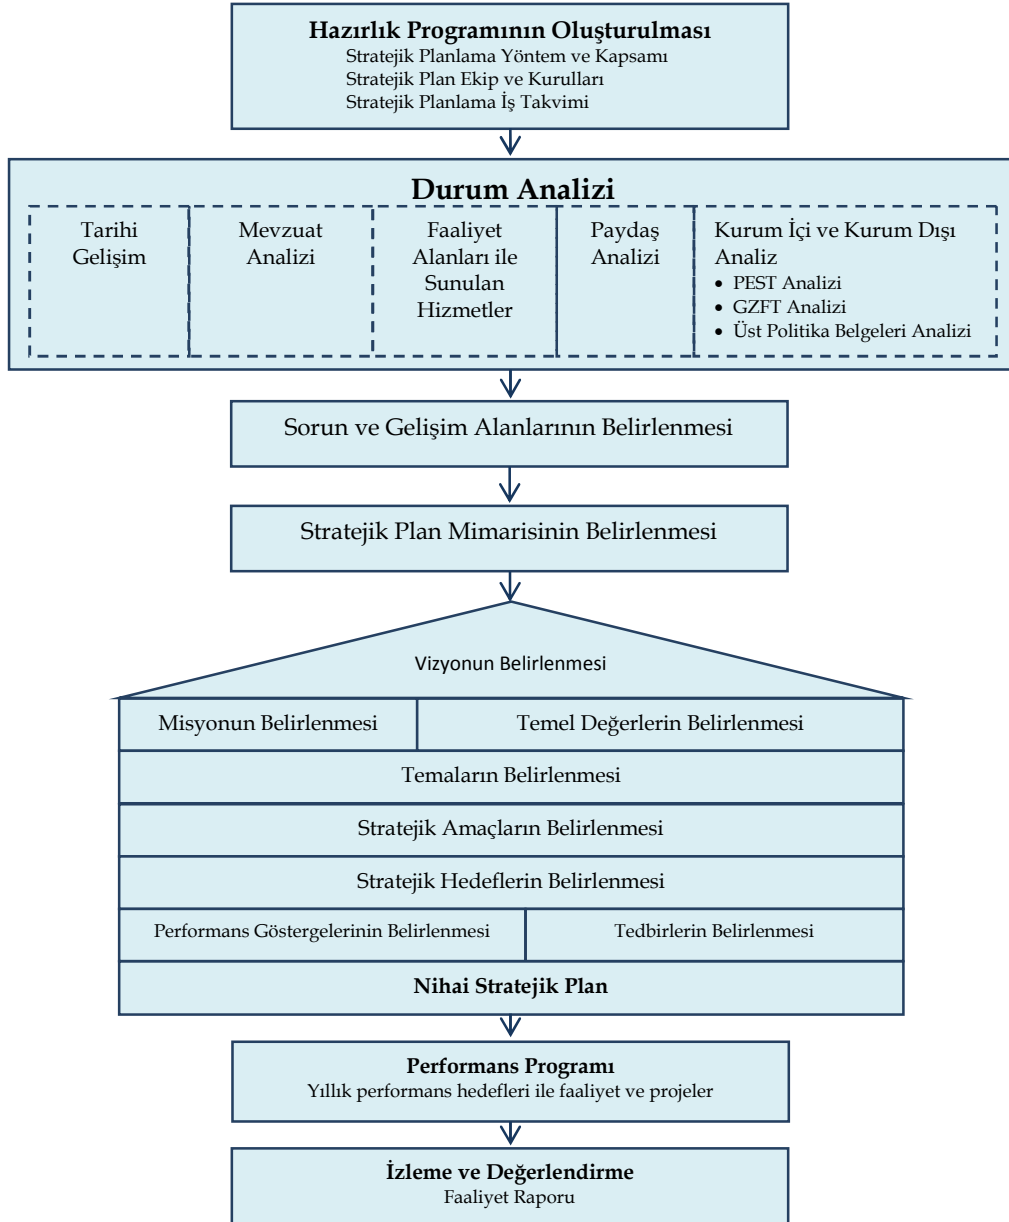 Hazırlık Programının Oluşturulması
Stratejik Planlama Yöntem ve Kapsamı
Stratejik Plan Ekip ve Kurulları
Stratejik Planlama İş Takvimi
Durum Analizi
Tarihi
Gelişim
Mevzuat
Analizi
Faaliyet
Alanları ile
Sunulan
Hizmetler
Paydaş
Analizi
Kurum İçi ve Kurum Dışı
Analiz
• PEST Analizi
• GZFT Analizi
• Üst Politika Belgeleri Analizi
Sorun ve Gelişim Alanlarının Belirlenmesi
Stratejik Plan Mimarisinin Belirlenmesi
Vizyonun Belirlenmesi
Misyonun Belirlenmesi
Temel Değerlerin Belirlenmesi
Temaların Belirlenmesi
Stratejik Amaçların Belirlenmesi
Stratejik Hedeflerin Belirlenmesi
Performans Göstergelerinin Belirlenmesi
Tedbirlerin Belirlenmesi
Nihai Stratejik Plan
Performans Programı
Yıllık performans hedefleri ile faaliyet ve projeler
İzleme ve Değerlendirme
Faaliyet Raporu